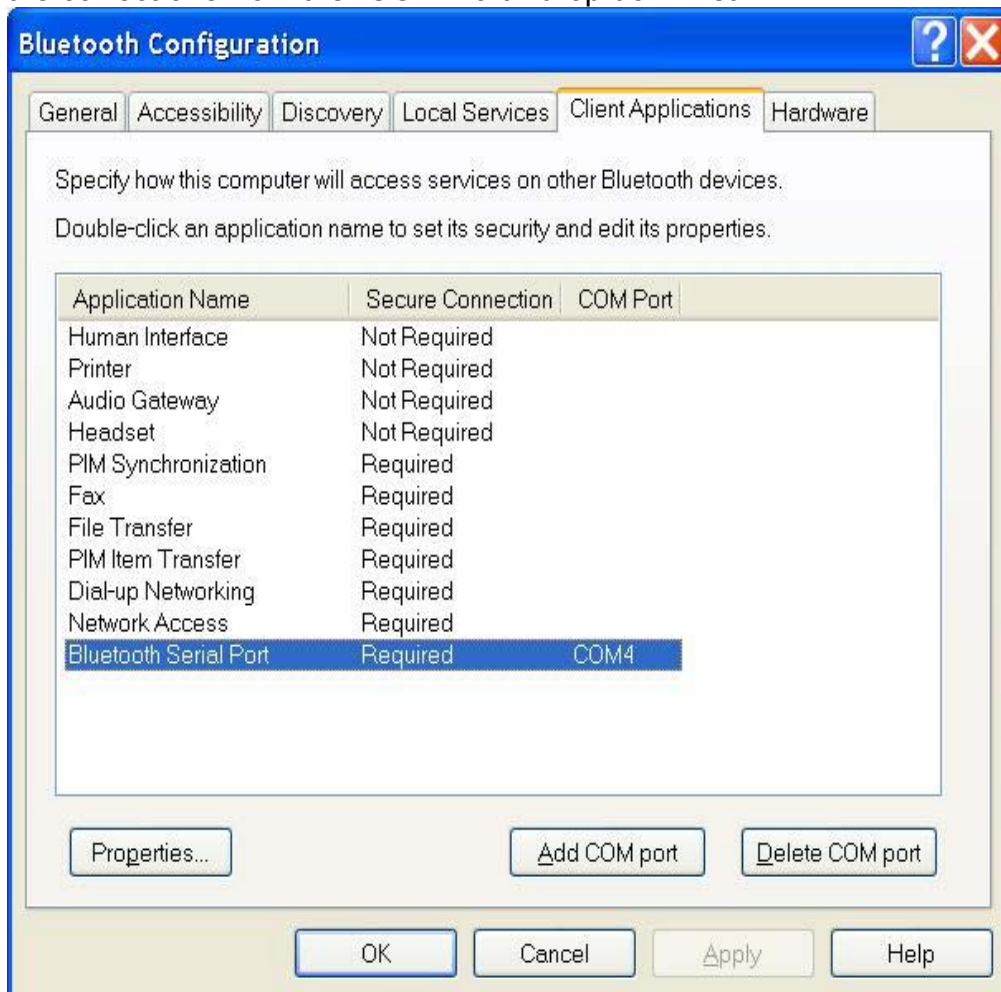 Bluetooth Configuration
General Accessibility Discovery Local Services Client Applications Hardware
Specify how this computer will access services on other Bluetooth devices.
Double-click an application name to set its security and edit its properties.
Application Name Secure Connection COM Port
Human Interface Not Required
Printer Not Required
Audio Gateway Not Required
Headset Not Required
PIM Synchronization Required
Fax Required
File Transfer Required
PIM Item Transfer Required
Dial-up Networking Required
Network Access Required
Bluetooth Serial Port Required COM4
Properties... Add COM port Delete COM port
OK Cancel Apply Help